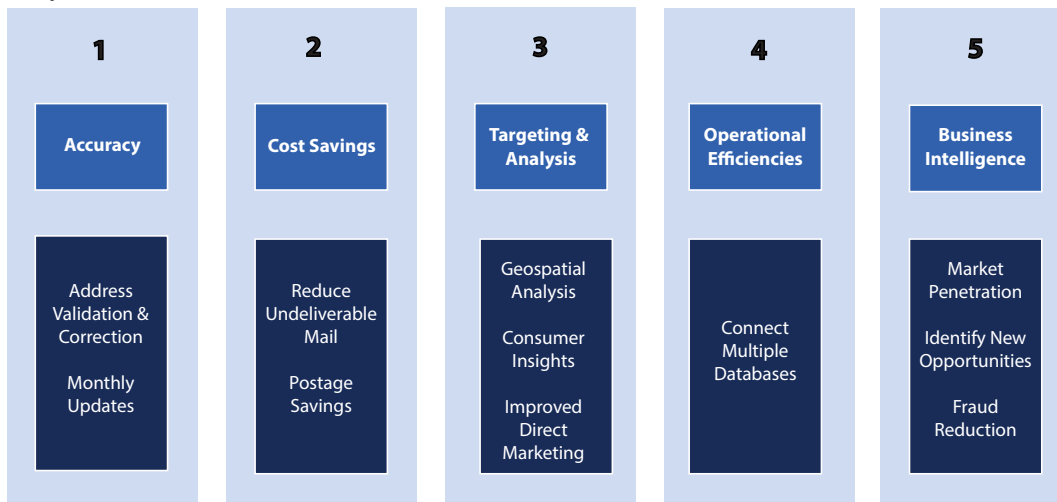 1
Accuracy
Address
Validation &
Correction
Monthly
Updates
2
Cost Savings
Reduce
Undeliverable
Mail
Postage
Savings
3
Targeting &
Analysis
Geospatial
Analysis
Consumer
Insights
Improved
Direct
Marketing
4
Operational
Efficiencies
Connect
Multiple
Databases
5
Business
Intelligence
Market
Penetration
Identify New
Opportunities
Fraud
Reduction